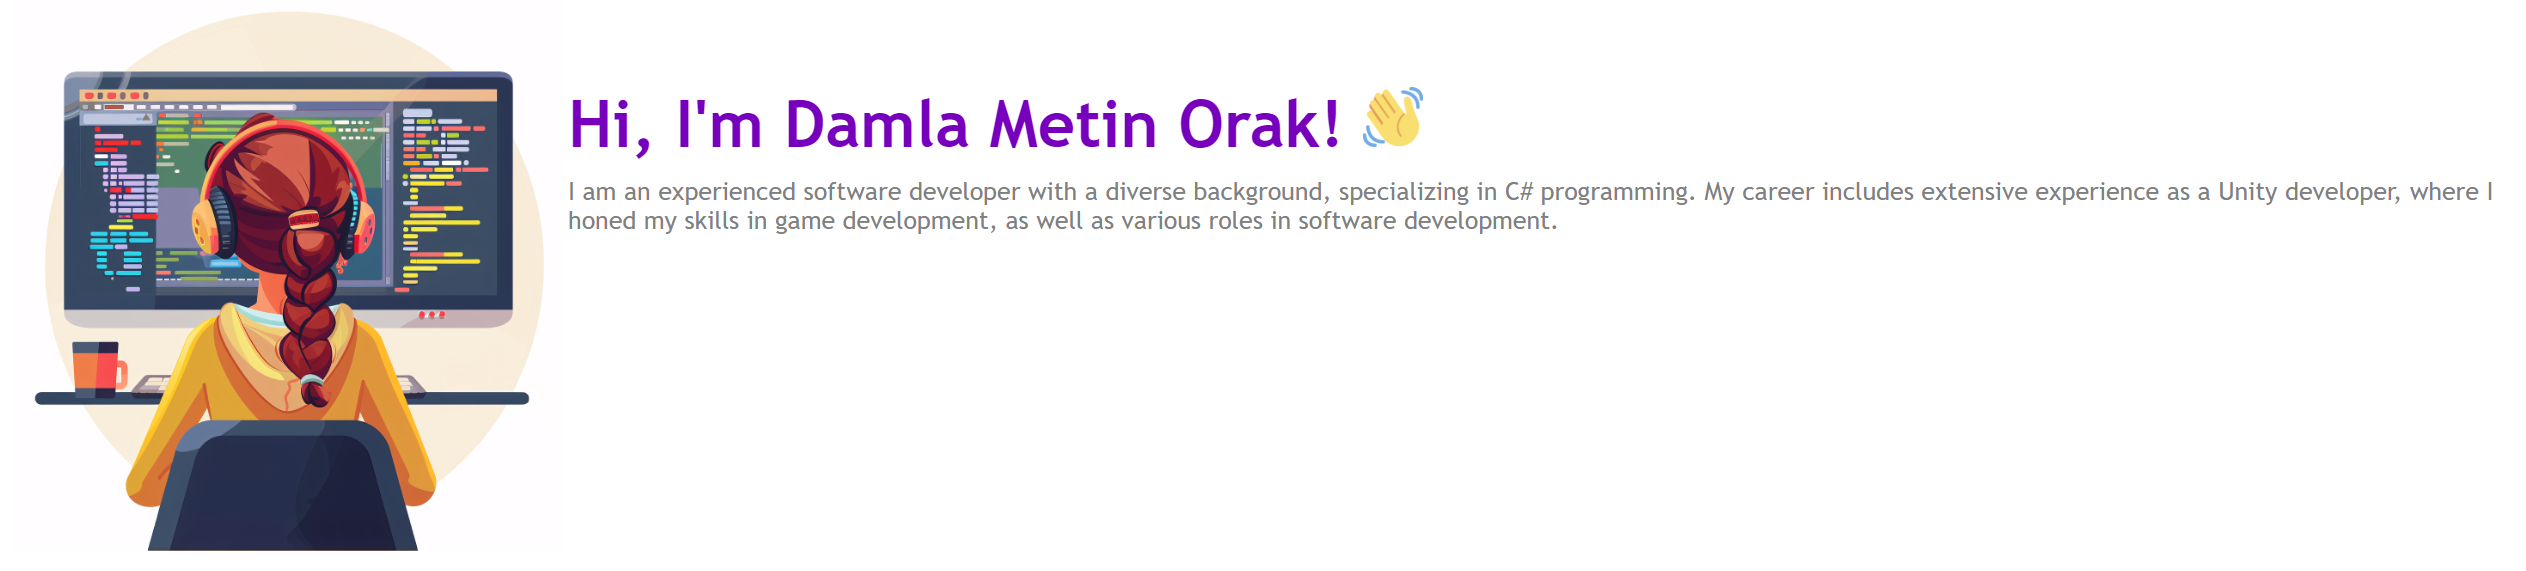 Hi, I'm Damla Metin Orak! 👋
I am an experienced software developer with a diverse background, specializing in C# programming. My career includes extensive experience as a Unity developer, where I
honed my skills in game development, as well as various roles in software development.